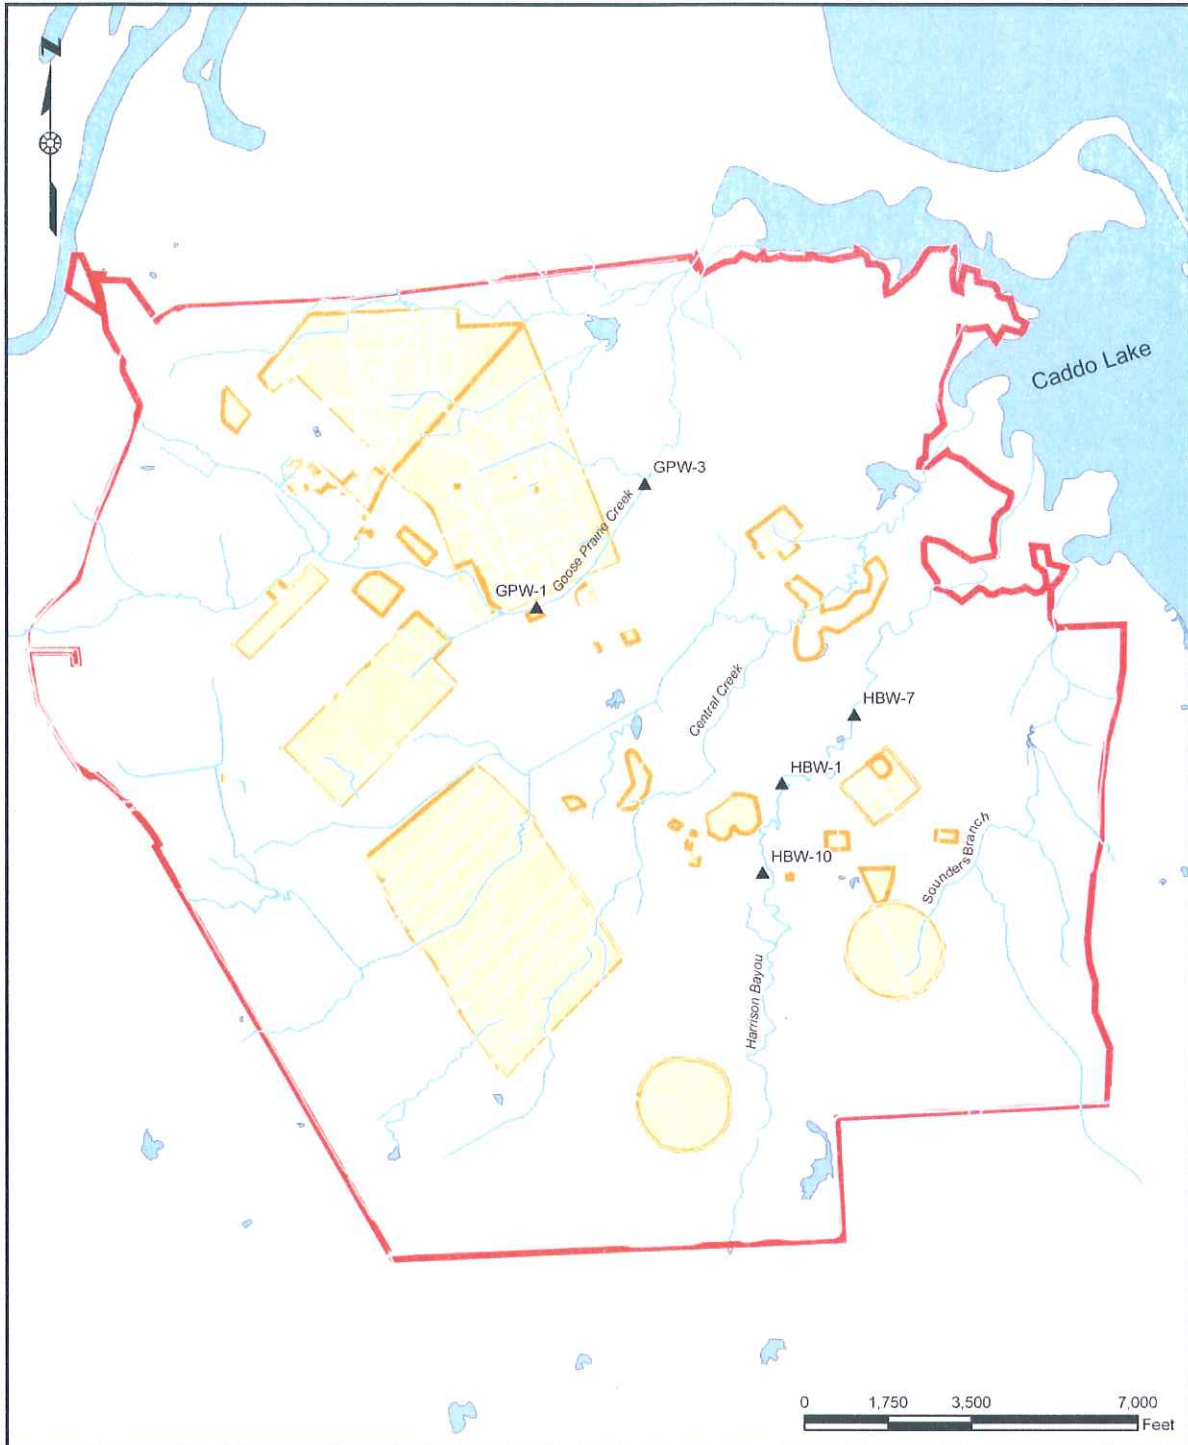 N
Caddo Lake
GPW-3
Goose Prairie Creek
GPW-1
Central Creek
HBW-7
HBW-1
HBW-10
Sounders Branch
Harrison Bayou
0 1,750 3,500 7,000
Feet